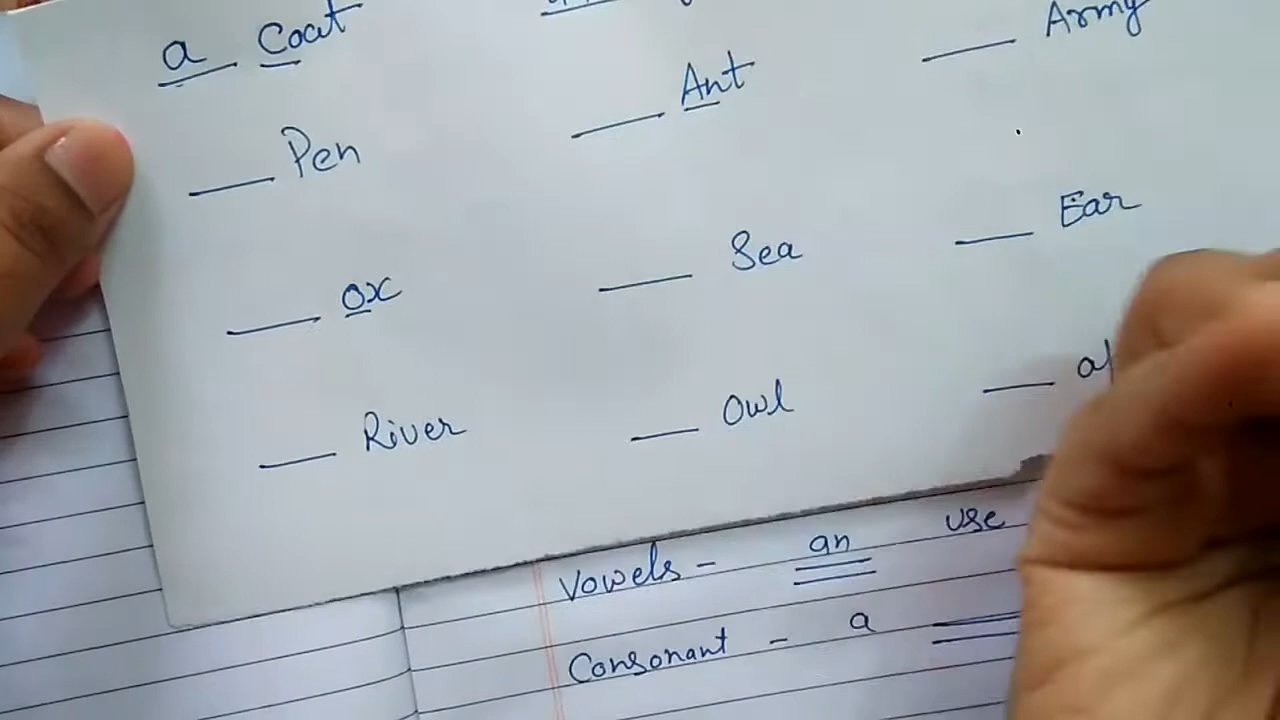 a Coat
___ Ant
___ Army
___ Pen
___ Ox
___ Sea
___ Ear
___ River
___ Owl
___
Vowels - an use
Consonant - a